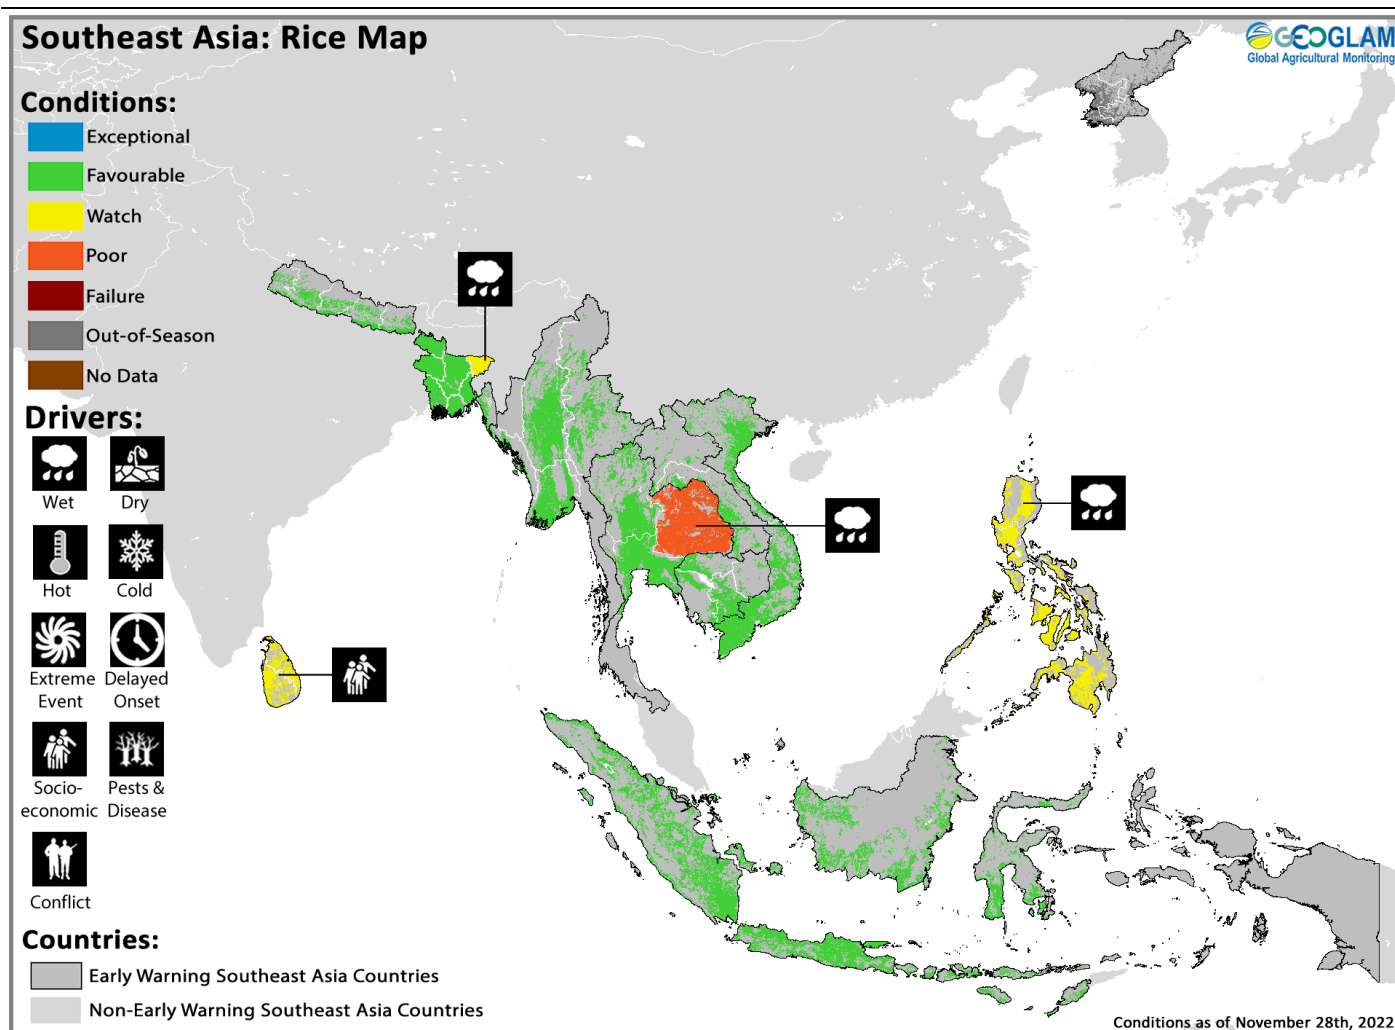 Southeast Asia: Rice Map
GEOGLAM
Global Agricultural Monitoring
Conditions:
Exceptional
Favourable
Watch
Poor
Failure
Out-of-Season
No Data
Drivers:
Wet
Dry
Hot
Cold
Extreme
Event
Delayed
Onset
Socio-
economic
Pests &
Disease
Conflict
Countries:
Early Warning Southeast Asia Countries
Non-Early Warning Southeast Asia Countries
Conditions as of November 28th, 2022